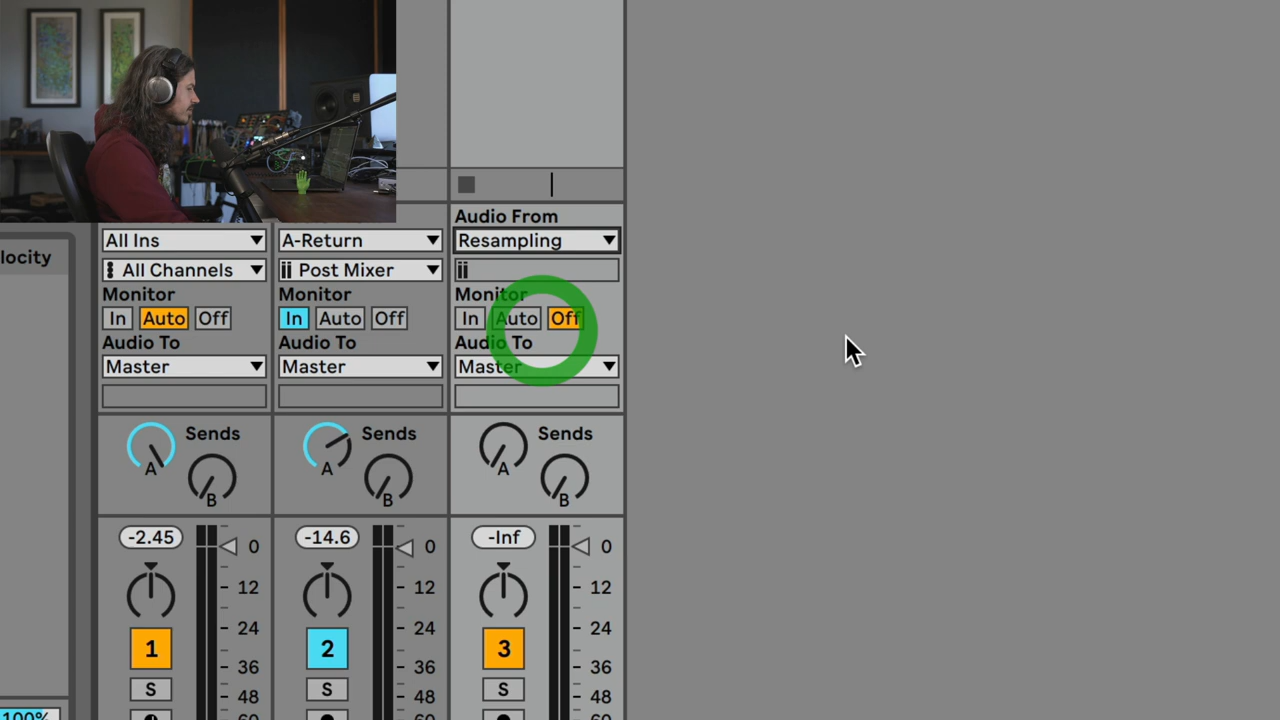 Audio From
All Ins
A-Return
Resampling
All Channels
Post Mixer
locity
Monitor
Monitor
Monitor
In Auto Off
In Auto Off
In Auto Off
Audio To
Audio To
Audio To
Master
Master
Master
Sends
Sends
Sends
A
A
A
B
B
B
-2.45
-14.6
-Inf
0
0
0
12
12
12
24
24
24
1
2
3
36
36
36
S
S
S
48
48
48
60
60
60
100%